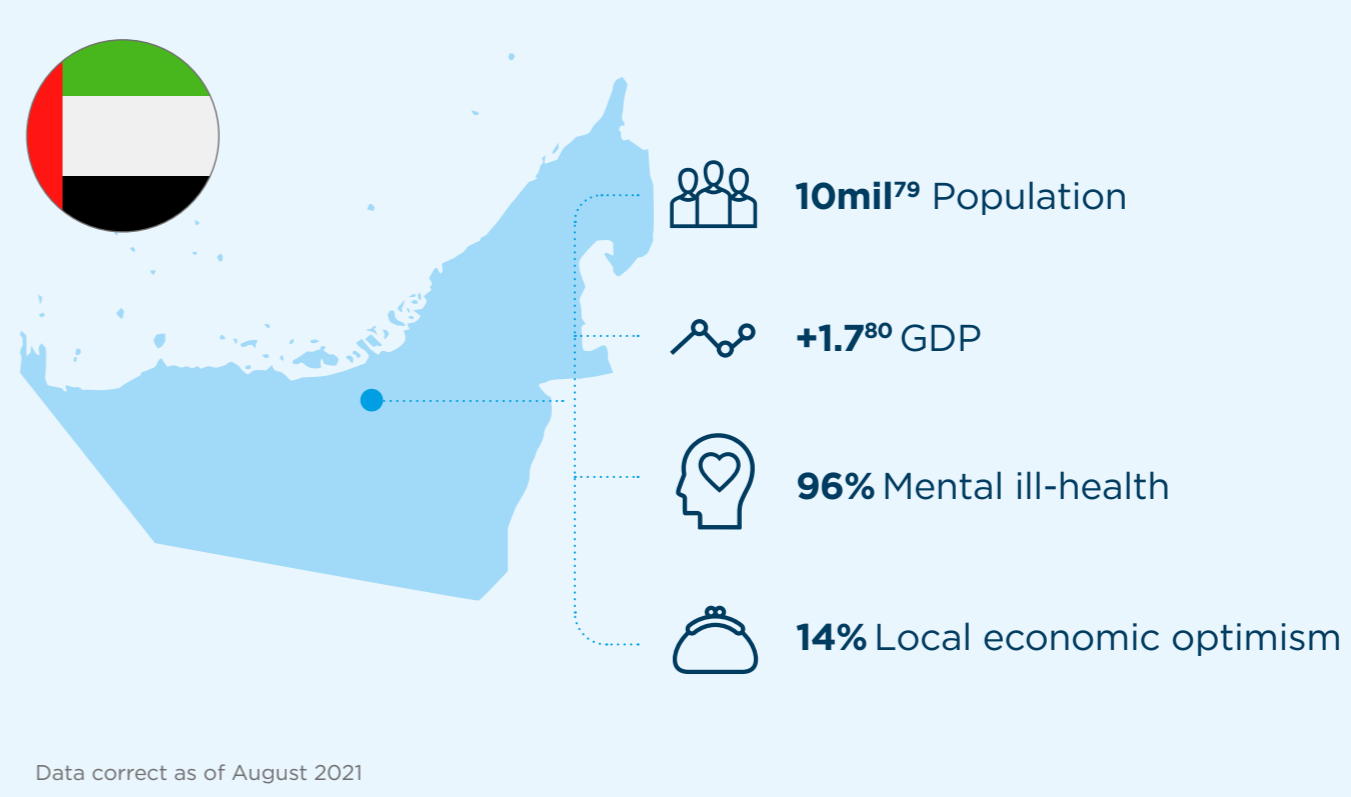 10mil⁷⁹ Population
+1.7⁸⁰ GDP
96% Mental ill-health
14% Local economic optimism
Data correct as of August 2021